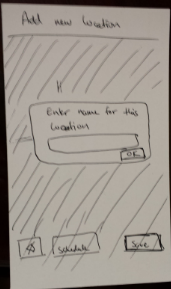 Add new location
Enter name for this
location
OK
schedule
Save